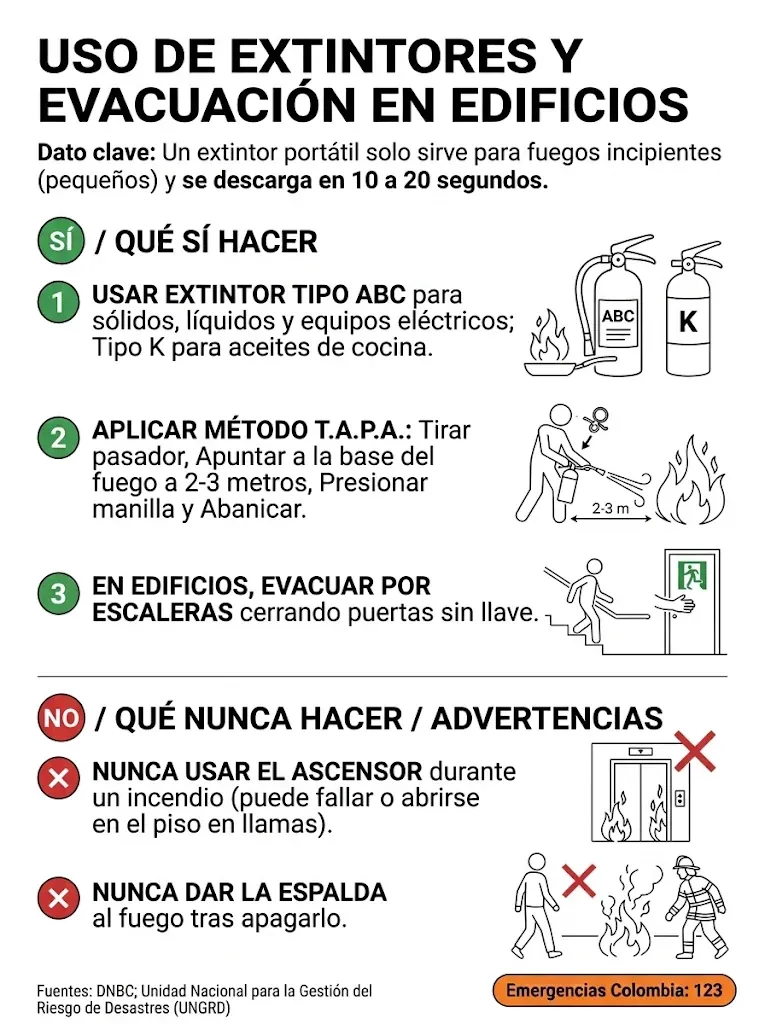 USO DE EXTINTORES Y
EVACUACIÓN EN EDIFICIOS
Dato clave: Un extintor portátil solo sirve para fuegos incipientes
(pequeños) y se descarga en 10 a 20 segundos.
SÍ / QUÉ SÍ HACER
1 USAR EXTINTOR TIPO ABC para
sólidos, líquidos y equipos eléctricos;
Tipo K para aceites de cocina.
ABC
K
2 APLICAR MÉTODO T.A.P.A.: Tirar
pasador, Apuntar a la base del
fuego a 2-3 metros, Presionar
manilla y Abanicar.
2-3 m
3 EN EDIFICIOS, EVACUAR POR
ESCALERAS cerrando puertas sin llave.
NO / QUÉ NUNCA HACER / ADVERTENCIAS
NUNCA USAR EL ASCENSOR durante
un incendio (puede fallar o abrirse
en el piso en llamas).
NUNCA DAR LA ESPALDA
al fuego tras apagarlo.
Fuentes: DNBC; Unidad Nacional para la Gestión del
Riesgo de Desastres (UNGRD)
Emergencias Colombia: 123